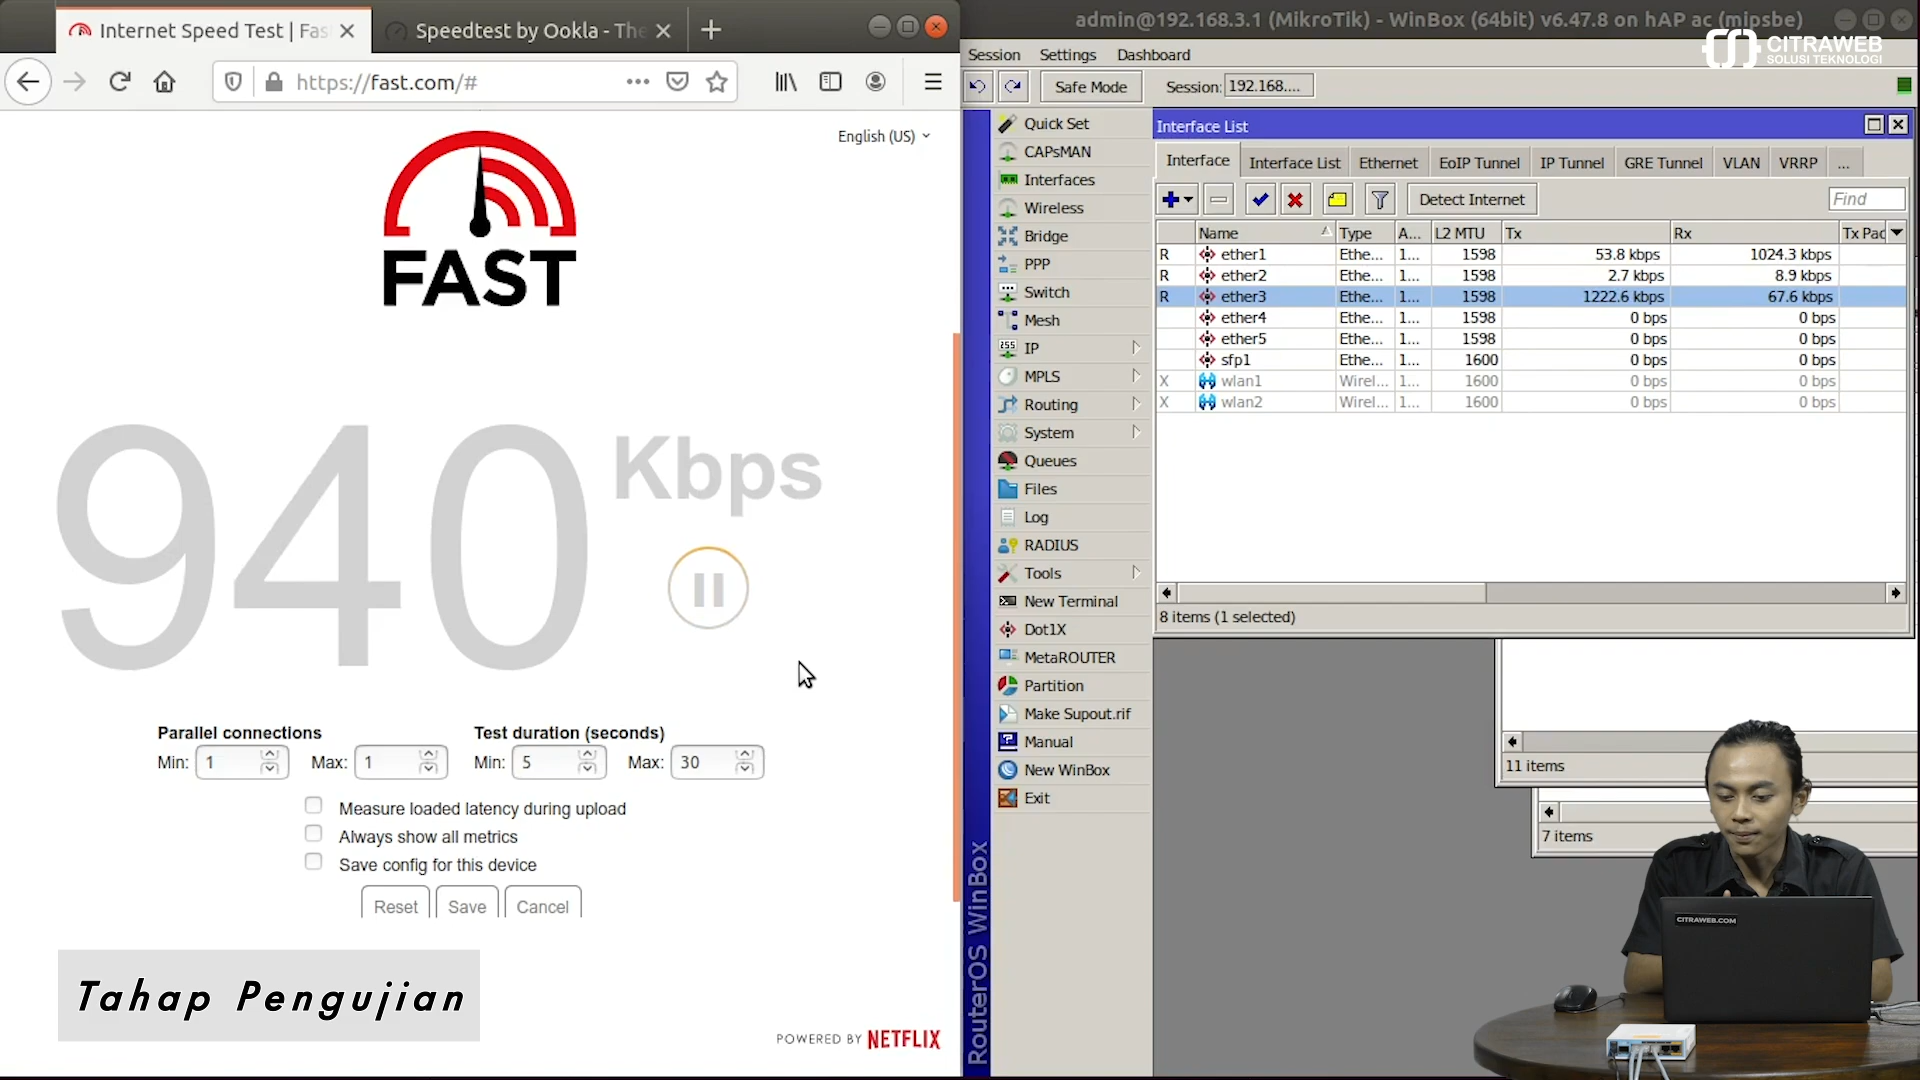 Internet Speed Test | Fas
Speedtest by Ookla - The
https://fast.com/#
English (US)
FAST
940 Kbps
Parallel connections
Test duration (seconds)
Min: 1 Max: 1 Min: 5 Max: 30
Measure loaded latency during upload
Always show all metrics
Save config for this device
Reset Save Cancel
Tahap Pengujian
POWERED BY NETFLIX
admin@192.168.3.1 (MikroTik) - WinBox (64bit) v6.47.8 on hAP ac (mipsbe)
CITRAWEB
SOLUSI TEKNOLOGI
Session Settings Dashboard
Safe Mode Session: 192.168....
RouterOS WinBox
Quick Set
CAPsMAN
Interfaces
Wireless
Bridge
PPP
Switch
Mesh
IP
MPLS
Routing
System
Queues
Files
Log
RADIUS
Tools
New Terminal
Dot1X
MetaROUTER
Partition
Make Supout.rif
Manual
New WinBox
Exit
Interface List
Interface Interface List Ethernet EoIP Tunnel IP Tunnel GRE Tunnel VLAN VRRP ...
Detect Internet Find
Name Type A... L2 MTU Tx Rx Tx Pac
R ether1 Ethe... 1... 1598 53.8 kbps 1024.3 kbps
R ether2 Ethe... 1... 1598 2.7 kbps 8.9 kbps
R ether3 Ethe... 1... 1598 1222.6 kbps 67.6 kbps
ether4 Ethe... 1... 1598 0 bps 0 bps
ether5 Ethe... 1... 1598 0 bps 0 bps
sfp1 Ethe... 1... 1600 0 bps 0 bps
X wlan1 Wirel... 1... 1600 0 bps 0 bps
X wlan2 Wirel... 1... 1600 0 bps 0 bps
8 items (1 selected)
11 items
7 items
CITRAWEB.COM